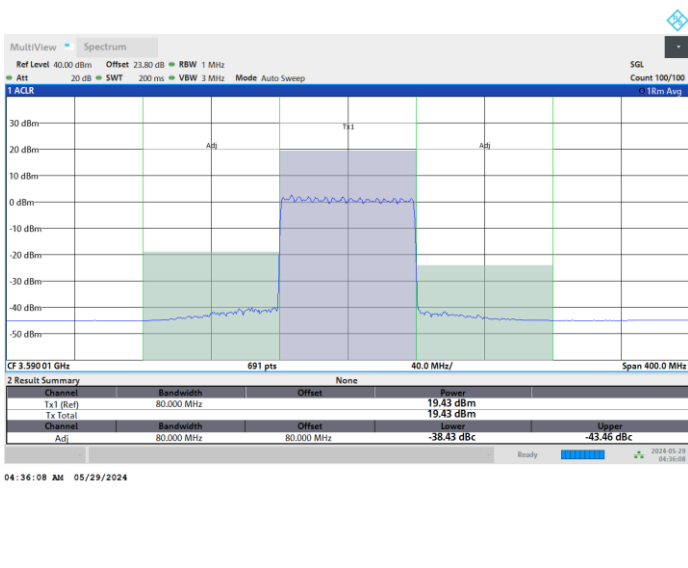 MultiView Spectrum
Ref Level 40.00 dBm Offset 23.80 dB RBW 1 MHz SGL
Att 20 dB SWT 200 ms VBW 3 MHz Mode Auto Sweep Count 100/100
1 ACLR 1Rm Avg
30 dBm
Tx1
20 dBm Adj Adj
10 dBm
0 dBm
-10 dBm
-20 dBm
-30 dBm
-40 dBm
-50 dBm
CF 3.590 01 GHz 691 pts 40.0 MHz/ Span 400.0 MHz
2 Result Summary None
Channel Bandwidth Offset Power
Tx1 (Ref) 80.000 MHz 19.43 dBm
Tx Total 19.43 dBm
Channel Bandwidth Offset Lower Upper
Adj 80.000 MHz 80.000 MHz -38.43 dBc -43.46 dBc
Ready 2024-05-29
04:36:08
04:36:08 AM 05/29/2024